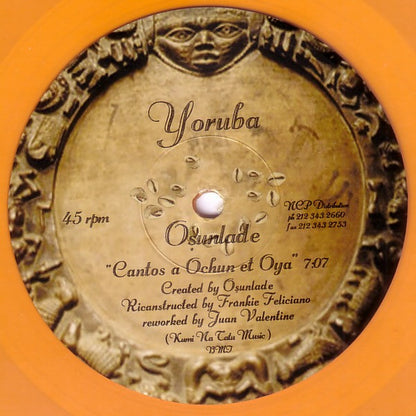 Yoruba
45 rpm
NCP Distribution
ph 212 343 2660
fax 212 343 2753
Osunlade
"Cantos a Ochun et Oya" 7:07
Created by Osunlade
Ricanstructed by Frankie Feliciano
reworked by Juan Valentine
(Kumi Na Tatu Music)
BMI